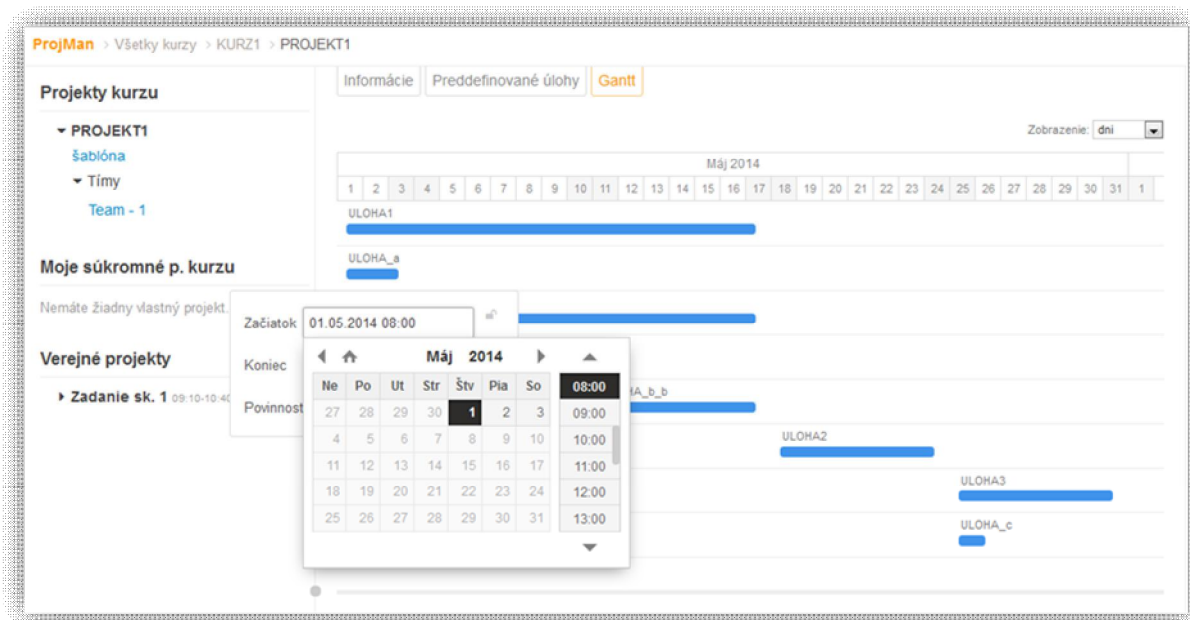 ProjMan > Všetky kurzy > KURZ1 > PROJEKT1
Projekty kurzu
PROJEKT1
šablóna
Tímy
Team - 1
Moje súkromné p. kurzu
Nemáte žiadny vlastný projekt.
Verejné projekty
Zadanie sk. 1 09:10-10:40
Informácie Preddefinované úlohy Gantt
Zobrazenie: dni
Máj 2014
1 2 3 4 5 6 7 8 9 10 11 12 13 14 15 16 17 18 19 20 21 22 23 24 25 26 27 28 29 30 31 1
ULOHA1
ULOHA_a
Začiatok 01.05.2014 08:00
Koniec
Povinnost
Máj 2014
Ne Po Ut Str Štv Pia So
27 28 29 30 1 2 3
4 5 6 7 8 9 10
11 12 13 14 15 16 17
18 19 20 21 22 23 24
25 26 27 28 29 30 31
08:00
09:00
10:00
11:00
12:00
13:00
HA_b_b
ULOHA2
ULOHA3
ULOHA_c